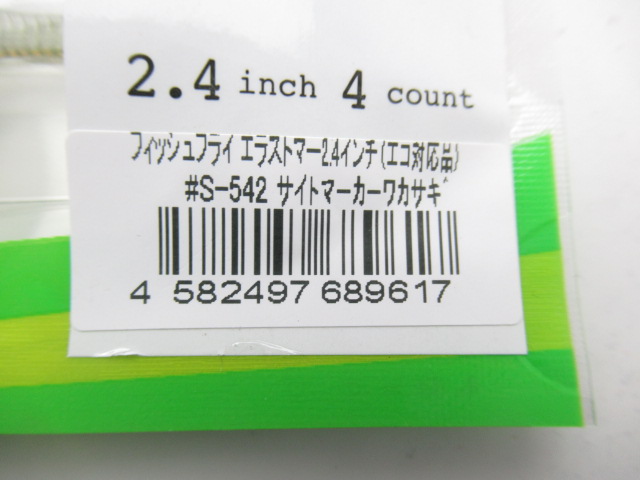 2.4 inch 4 count
フィッシュフライ エラストマー2.4インチ(エコ対応品)
#S-542 サイトマーカーワカサギ
4 582497 689617